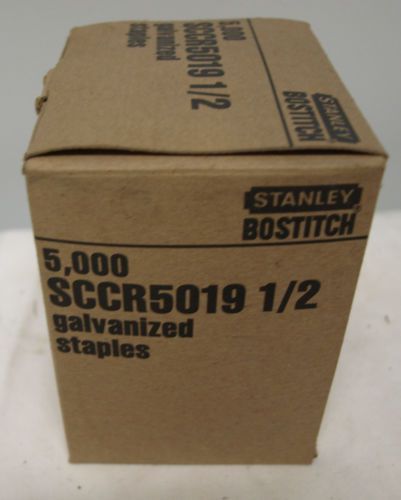 5,000
SCCR5019 1/2
galvanized
staples
STANLEY
BOSTITCH
STANLEY
BOSTITCH
5,000
SCCR5019 1/2
galvanized
staples